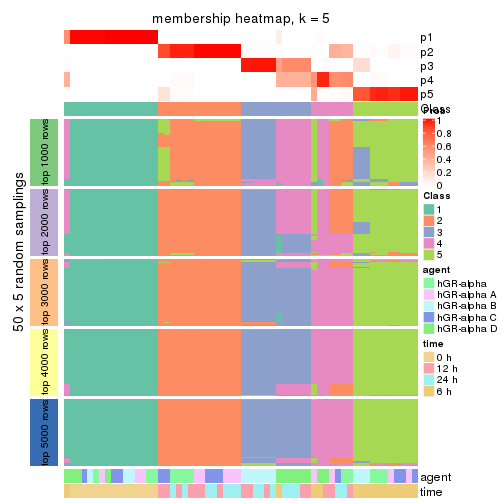 membership heatmap, k = 5
p1
p2
p3
p4
p5
Class
Prob
1
0.8
0.6
0.4
0.2
0
Class
1
2
3
4
5
agent
hGR-alpha
hGR-alpha A
hGR-alpha B
hGR-alpha C
hGR-alpha D
time
0 h
12 h
24 h
6 h
50 x 5 random samplings
top 1000 rows
top 2000 rows
top 3000 rows
top 4000 rows
top 5000 rows
agent
time